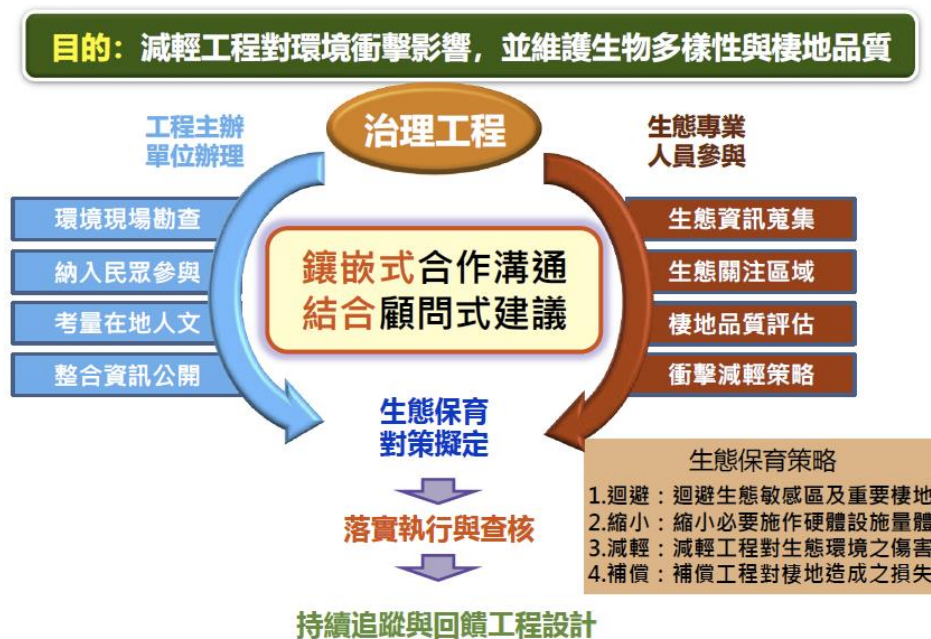 目的：減輕工程對環境衝擊影響，並維護生物多樣性與棲地品質
治理工程
工程主辦
單位辦理
環境現場勘查
納入民眾參與
考量在地人文
整合資訊公開
生態專業
人員參與
生態資訊蒐集
生態關注區域
棲地品質評估
衝擊減輕策略
鑲嵌式合作溝通
結合顧問式建議
生態保育
對策擬定
落實執行與查核
持續追蹤與回饋工程設計
生態保育策略
1.迴避：迴避生態敏感區及重要棲地
2.縮小：縮小必要施作硬體設施量體
3.減輕：減輕工程對生態環境之傷害
4.補償：補償工程對棲地造成之損失